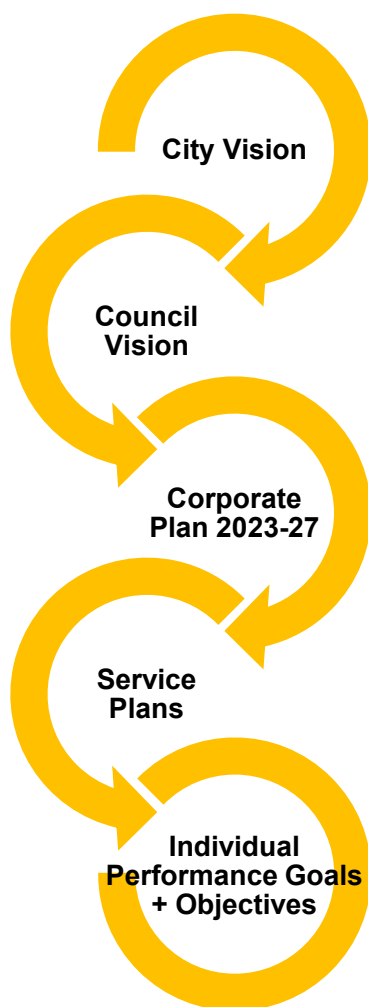 City Vision
Council
Vision
Corporate
Plan 2023-27
Service
Plans
Individual
Performance Goals
+ Objectives